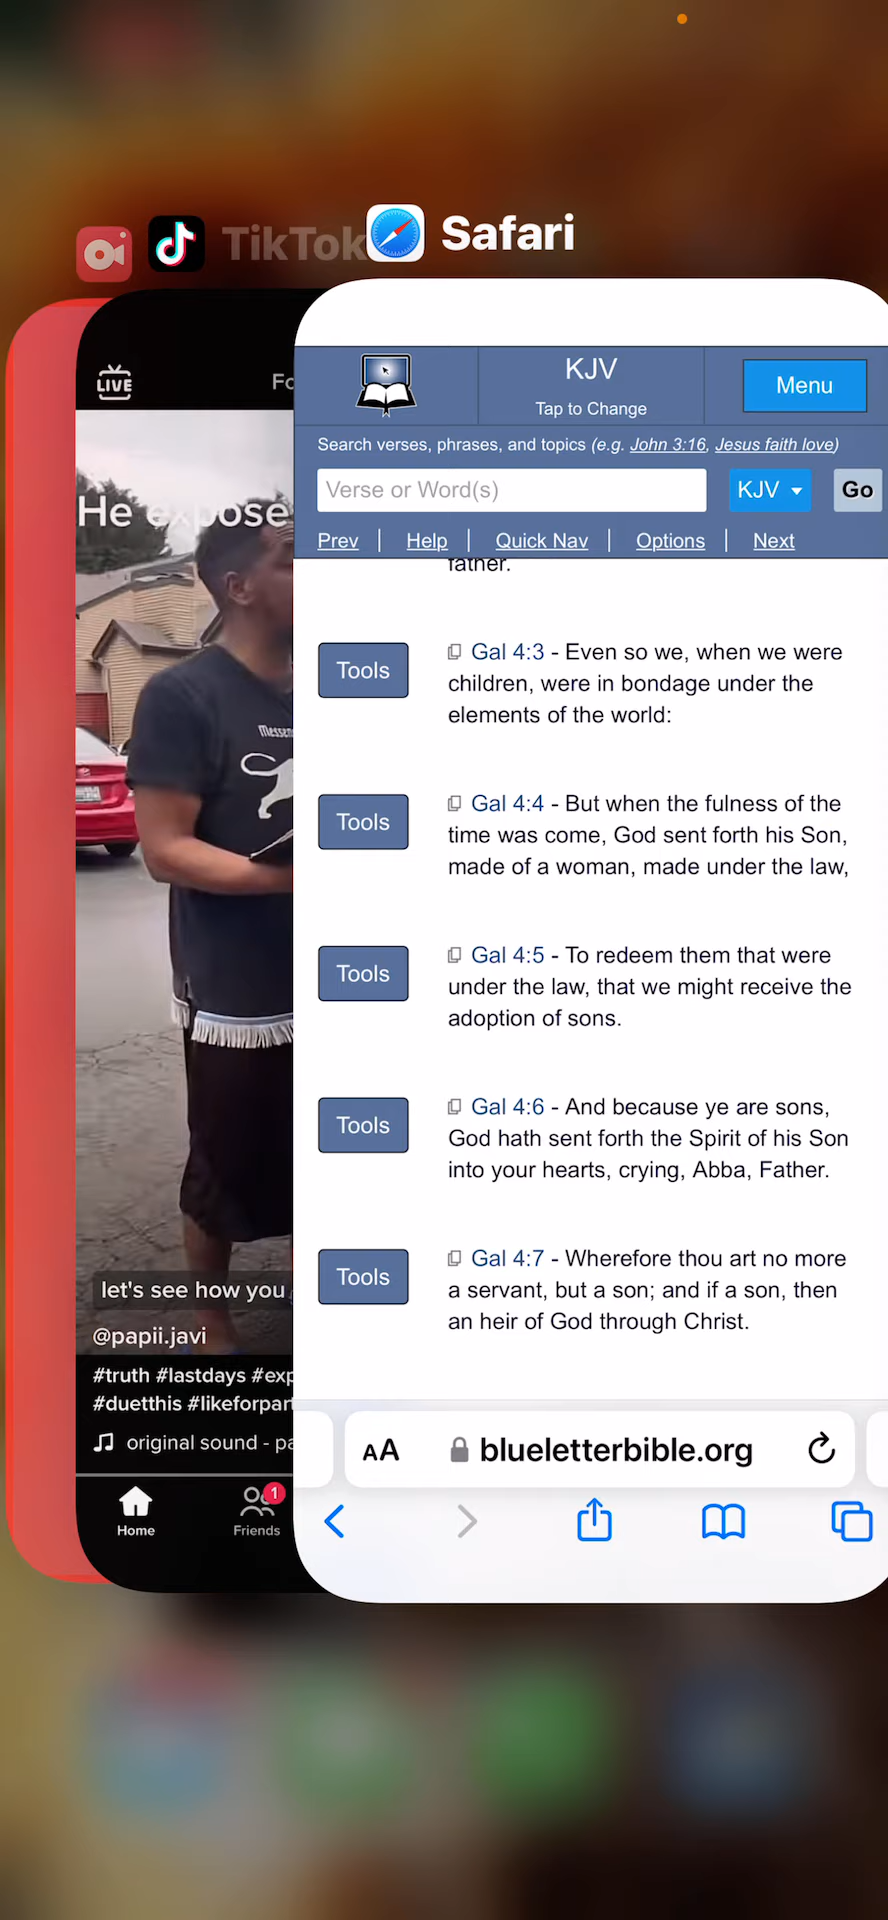 TikTok
Safari
LIVE
KJV
Tap to Change
Menu
Search verses, phrases, and topics (e.g. John 3:16, Jesus faith love)
Verse or Word(s)
KJV
Go
Prev | Help | Quick Nav | Options | Next
father.
Tools
Gal 4:3 - Even so we, when we were
children, were in bondage under the
elements of the world:
Tools
Gal 4:4 - But when the fulness of the
time was come, God sent forth his Son,
made of a woman, made under the law,
Tools
Gal 4:5 - To redeem them that were
under the law, that we might receive the
adoption of sons.
Tools
Gal 4:6 - And because ye are sons,
God hath sent forth the Spirit of his Son
into your hearts, crying, Abba, Father.
Tools
Gal 4:7 - Wherefore thou art no more
a servant, but a son; and if a son, then
an heir of God through Christ.
AA
blueletterbible.org
Fo
He expose
Messen
let's see how you
@papii.javi
#truth #lastdays #exp
#duetthis #likeforpart
original sound - pa
1
Home
Friends